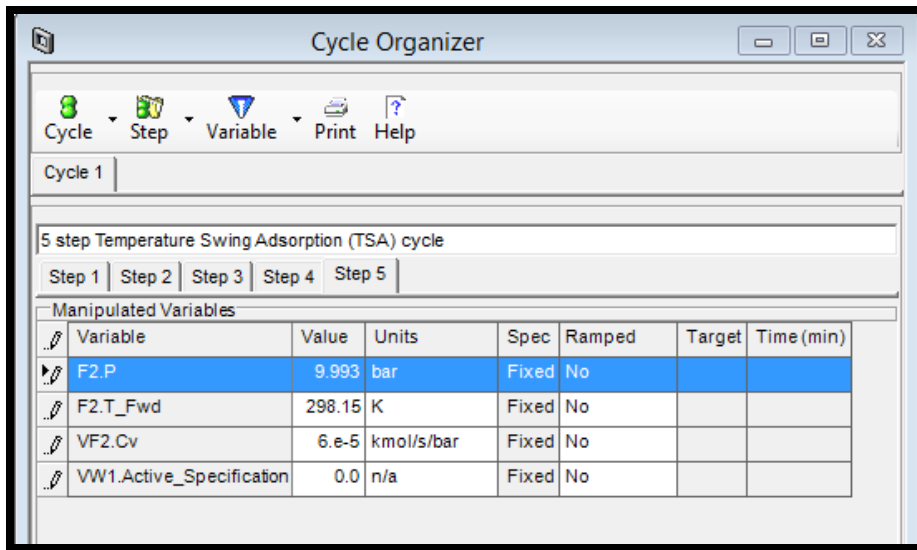 Cycle Organizer
Cycle Step Variable Print Help
Cycle 1
5 step Temperature Swing Adsorption (TSA) cycle
Step 1 Step 2 Step 3 Step 4 Step 5
Manipulated Variables
Variable Value Units Spec Ramped Target Time (min)
F2.P 9.993 bar Fixed No
F2.T_Fwd 298.15 K Fixed No
VF2.Cv 6.e-5 kmol/s/bar Fixed No
VW1.Active_Specification 0.0 n/a Fixed No